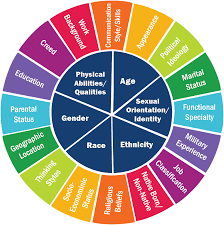 Communication
Style/Skills
Appearance
Political
Ideology
Marital
Status
Functional
Specialty
Military
Experience
Job
Classification
Native Born/
Non-Native
Religious
Beliefs
Socio-
Economic Status
Thinking
Styles
Geographic
Location
Parental
Status
Education
Creed
Work
Background
Physical
Abilities/
Qualities
Age
Sexual
Orientation/
Identity
Ethnicity
Race
Gender